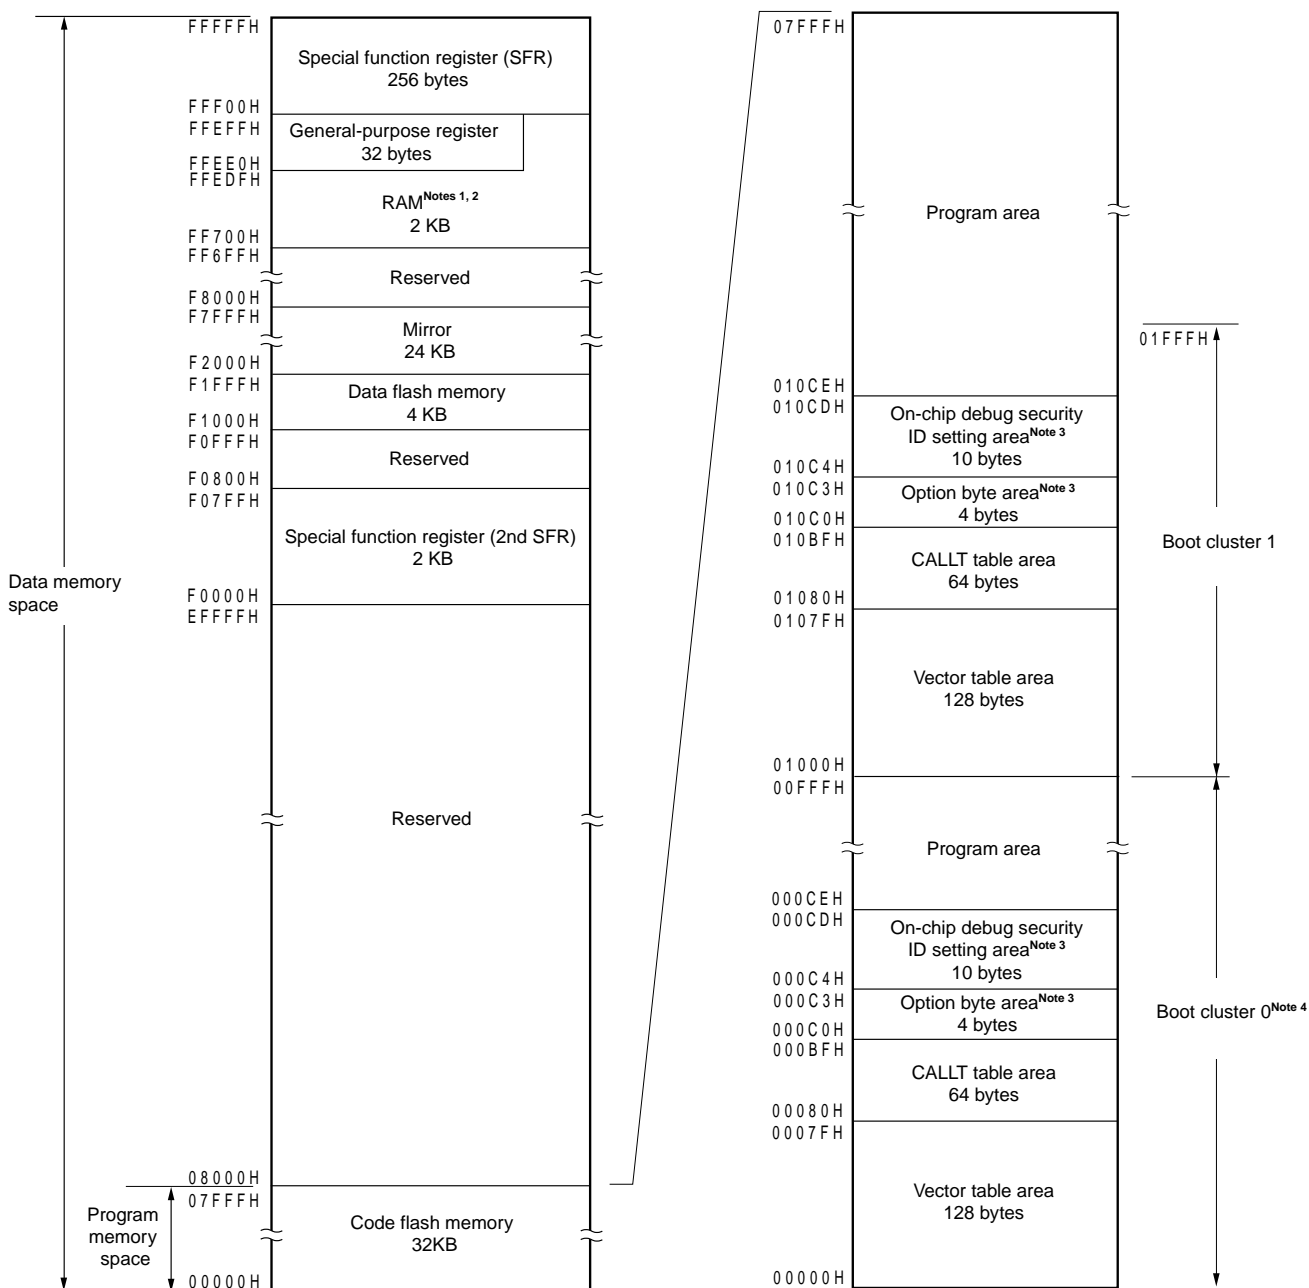 FFFFFH
Special function register (SFR)
256 bytes
FFF00H
FFEFFH
General-purpose register
32 bytes
FFEE0H
FFEDFH
RAMNotes 1, 2
2 KB
FF700H
FF6FFH
Reserved
F8000H
F7FFFH
Mirror
24 KB
F2000H
F1FFFH
Data flash memory
4 KB
F1000H
F0FFFH
Reserved
F0800H
F07FFH
Special function register (2nd SFR)
2 KB
Data memory
space
F0000H
EFFFFH
Reserved
08000H
07FFFH
Program
memory
space
Code flash memory
32KB
00000H
07FFFH
Program area
01FFFH
010CEH
010CDH
On-chip debug security
ID setting areaNote 3
10 bytes
010C4H
010C3H
Option byte areaNote 3
4 bytes
010C0H
010BFH
Boot cluster 1
CALLT table area
64 bytes
01080H
0107FH
Vector table area
128 bytes
01000H
00FFFH
Program area
000CEH
000CDH
On-chip debug security
ID setting areaNote 3
10 bytes
000C4H
000C3H
Option byte areaNote 3
4 bytes
Boot cluster 0Note 4
000C0H
000BFH
CALLT table area
64 bytes
00080H
0007FH
Vector table area
128 bytes
00000H